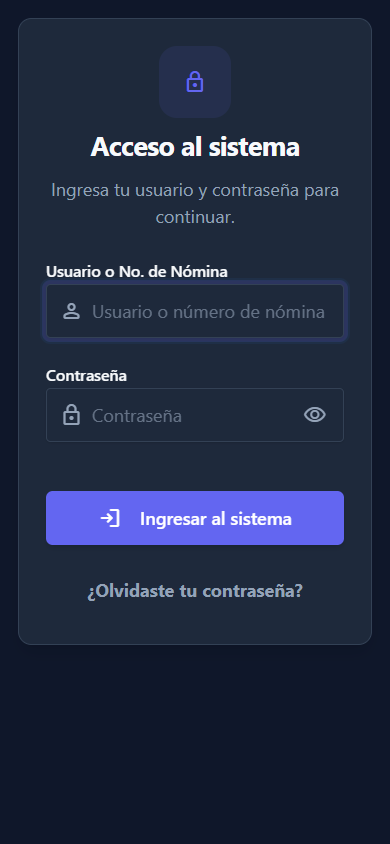 Acceso al sistema
Ingresa tu usuario y contraseña para
continuar.
Usuario o No. de Nómina
Usuario o número de nómina
Contraseña
Contraseña
Ingresar al sistema
¿Olvidaste tu contraseña?